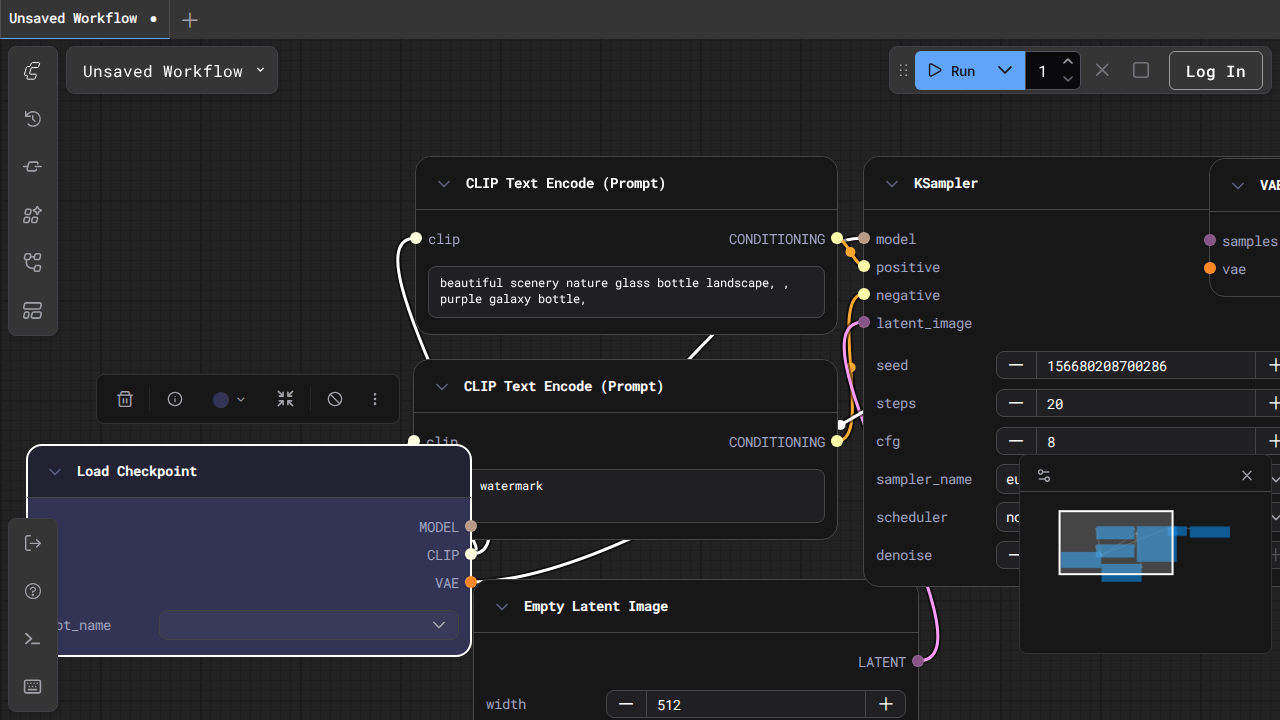 Unsaved Workflow
Unsaved Workflow
Run
1
Log In
CLIP Text Encode (Prompt)
clip
CONDITIONING
beautiful scenery nature glass bottle landscape, ,
purple galaxy bottle,
KSampler
model
positive
negative
latent_image
seed
156680208700286
steps
20
cfg
8
sampler_name
eu
scheduler
no
denoise
VAE
samples
vae
CLIP Text Encode (Prompt)
clip
CONDITIONING
watermark
Load Checkpoint
MODEL
CLIP
VAE
pt_name
Empty Latent Image
LATENT
width
512